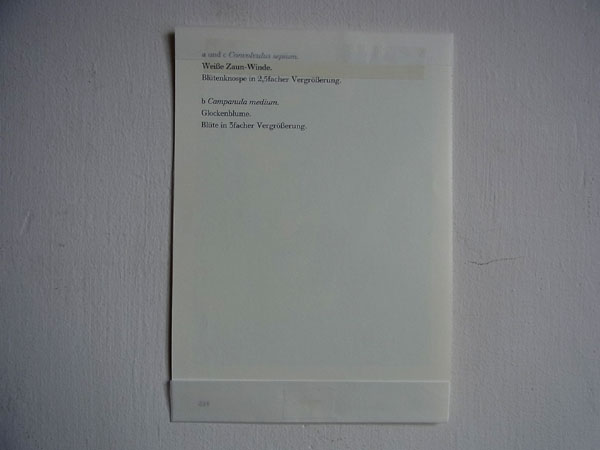 a und c Convolvulus sepium.
Weiße Zaun-Winde.
Blütenknospe in 2,5facher Vergrößerung.
b Campanula medium.
Glockenblume.
Blüte in 3facher Vergrößerung.